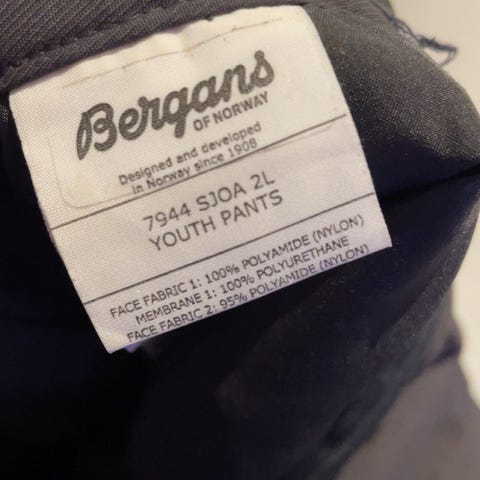 Bergans
OF NORWAY
Designed and developed
in Norway since 1908
7944 SJOA 2L
YOUTH PANTS
FACE FABRIC 1: 100% POLYAMIDE (NYLON)
MEMBRANE 1: 100% POLYURETHANE
FACE FABRIC 2: 95% POLYAMIDE (NYLON)